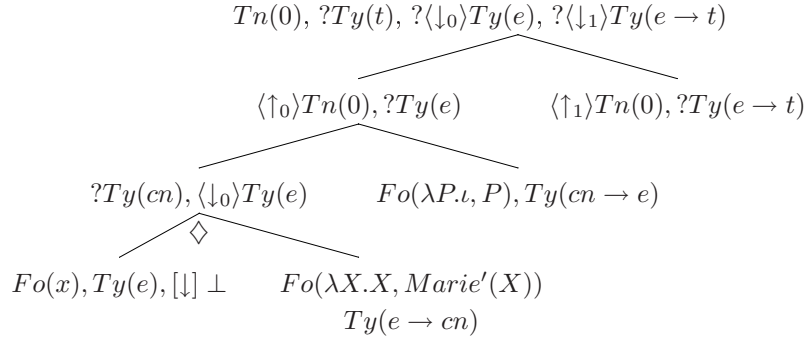 Tn(0), ?Ty(t), ?⟨↓₀⟩Ty(e), ?⟨↓₁⟩Ty(e → t)
⟨↑₀⟩Tn(0), ?Ty(e) ⟨↑₁⟩Tn(0), ?Ty(e → t)
?Ty(cn), ⟨↓₀⟩Ty(e) Fo(λP.ι, P), Ty(cn → e)
♢
Fo(x), Ty(e), [↓] ⊥ Fo(λX.X, Marie′(X))
Ty(e → cn)